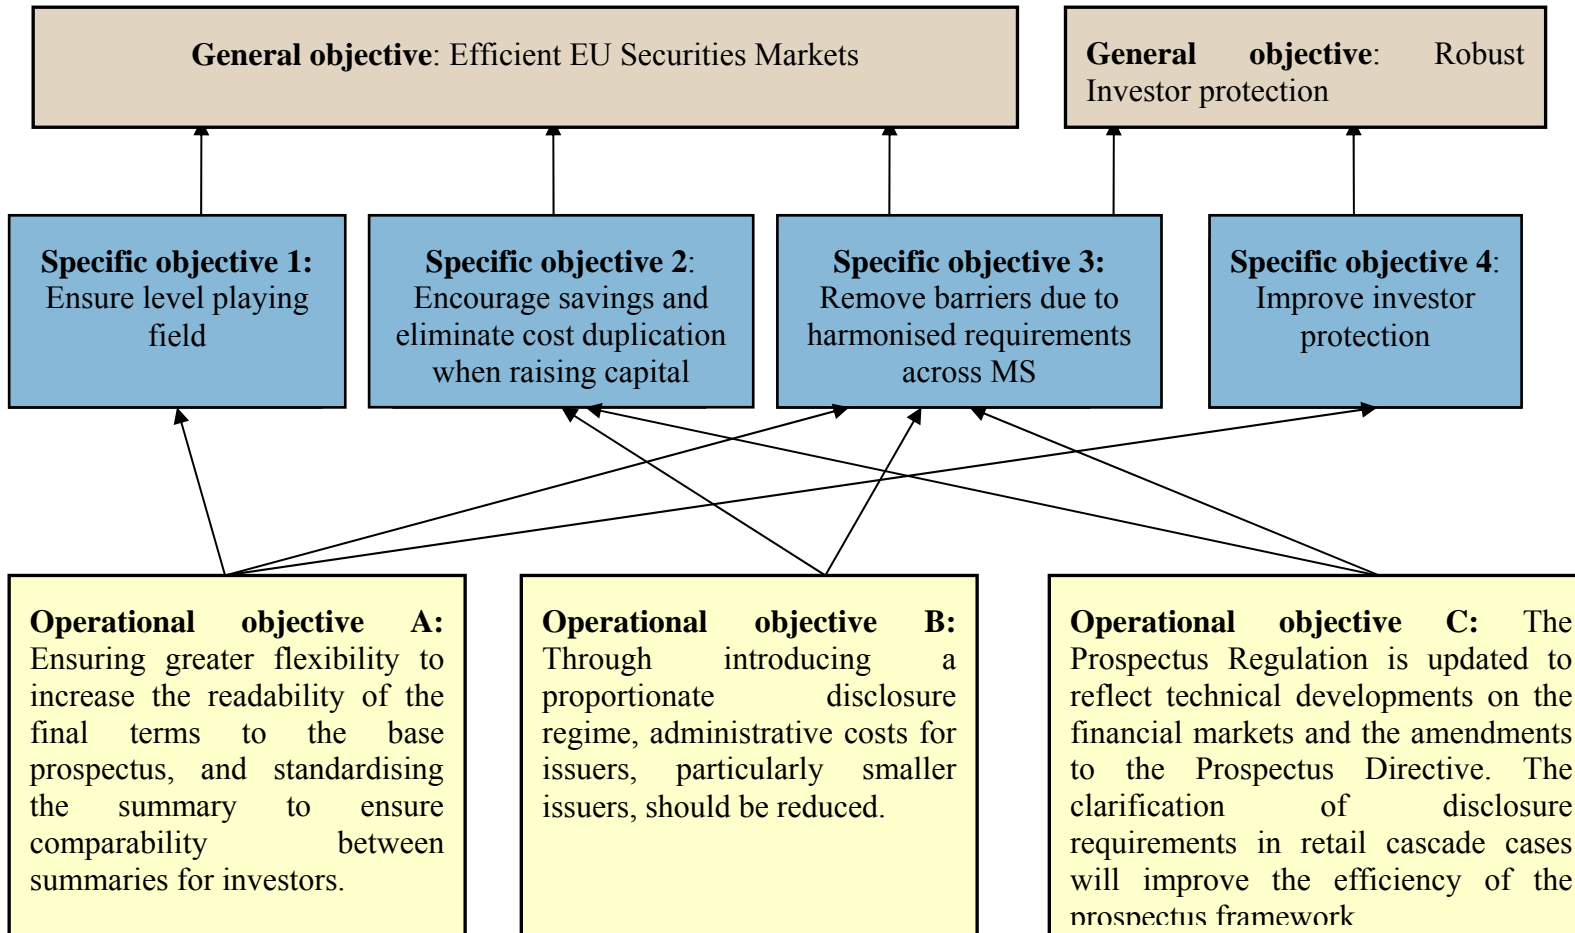 General objective: Efficient EU Securities Markets
General objective: Robust
Investor protection
Specific objective 1:
Ensure level playing
field
Specific objective 2:
Encourage savings and
eliminate cost duplication
when raising capital
Specific objective 3:
Remove barriers due to
harmonised requirements
across MS
Specific objective 4:
Improve investor
protection
Operational objective A:
Ensuring greater flexibility to
increase the readability of the
final terms to the base
prospectus, and standardising
the summary to ensure
comparability between
summaries for investors.
Operational objective B:
Through introducing a
proportionate disclosure
regime, administrative costs for
issuers, particularly smaller
issuers, should be reduced.
Operational objective C: The
Prospectus Regulation is updated to
reflect technical developments on the
financial markets and the amendments
to the Prospectus Directive. The
clarification of disclosure
requirements in retail cascade cases
will improve the efficiency of the
prospectus framework